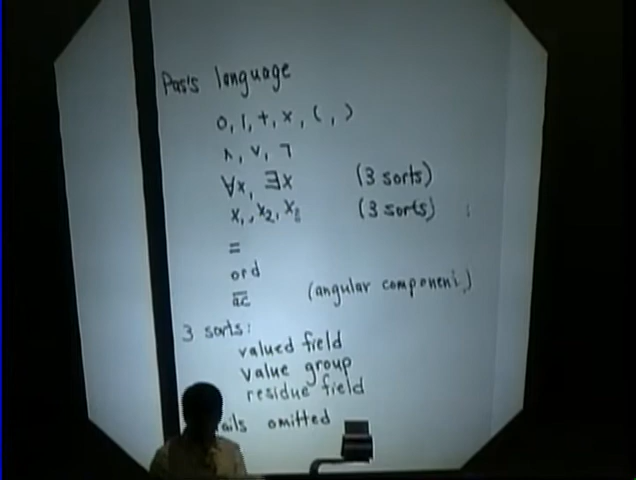 Pas's language
0, 1, +, x, ( , )
∧, ∨, ¬
∀x, ∃x (3 sorts)
x₁, x₂, x₃ (3 sorts)
=
ord
ac̅ (angular component)
3 sorts:
valued field
value group
residue field
omitted